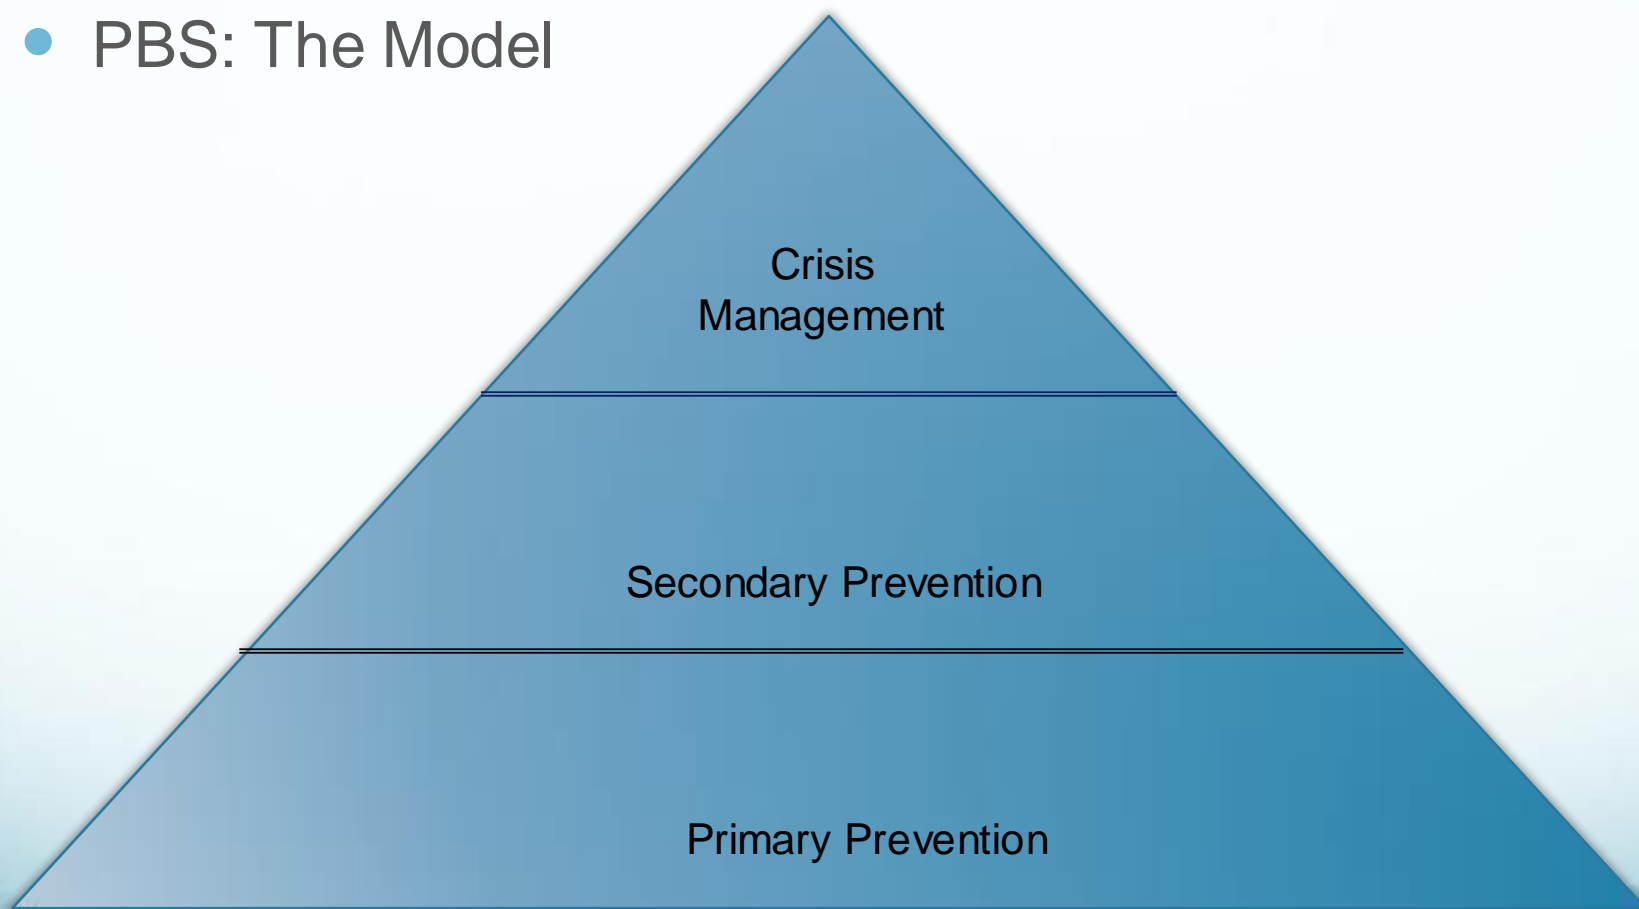 PBS: The Model
Crisis
Management
Secondary Prevention
Primary Prevention